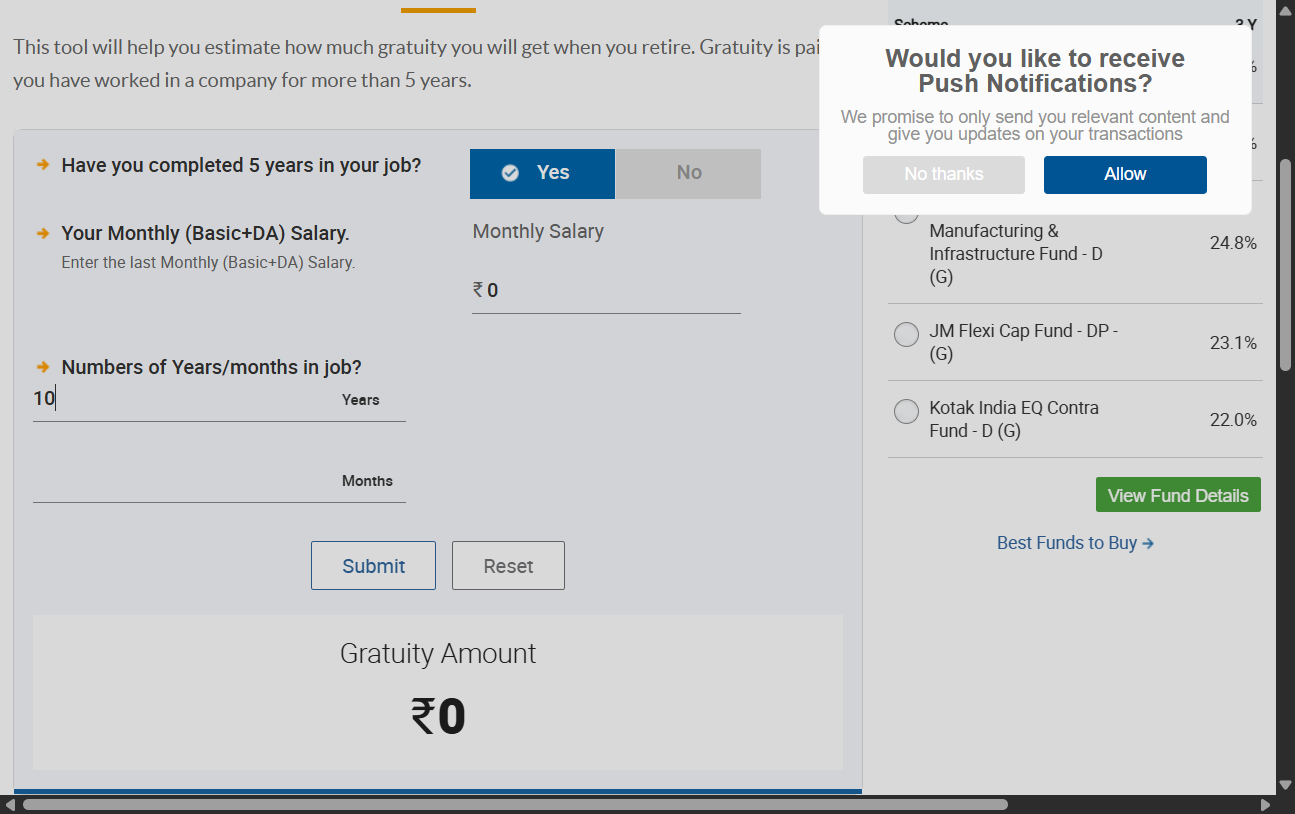 This tool will help you estimate how much gratuity you will get when you retire. Gratuity is
you have worked in a company for more than 5 years.
Have you completed 5 years in your job?
Yes
No
Your Monthly (Basic+DA) Salary.
Enter the last Monthly (Basic+DA) Salary.
Monthly Salary
₹ 0
Numbers of Years/months in job?
10
Years
Months
Submit
Reset
Gratuity Amount
₹0
Scheme
3 Y
Would you like to receive
Push Notifications?
We promise to only send you relevant content and
give you updates on your transactions
No thanks
Allow
%
%
Manufacturing &
Infrastructure Fund - D
(G)
24.8%
JM Flexi Cap Fund - DP -
(G)
23.1%
Kotak India EQ Contra
Fund - D (G)
22.0%
View Fund Details
Best Funds to Buy